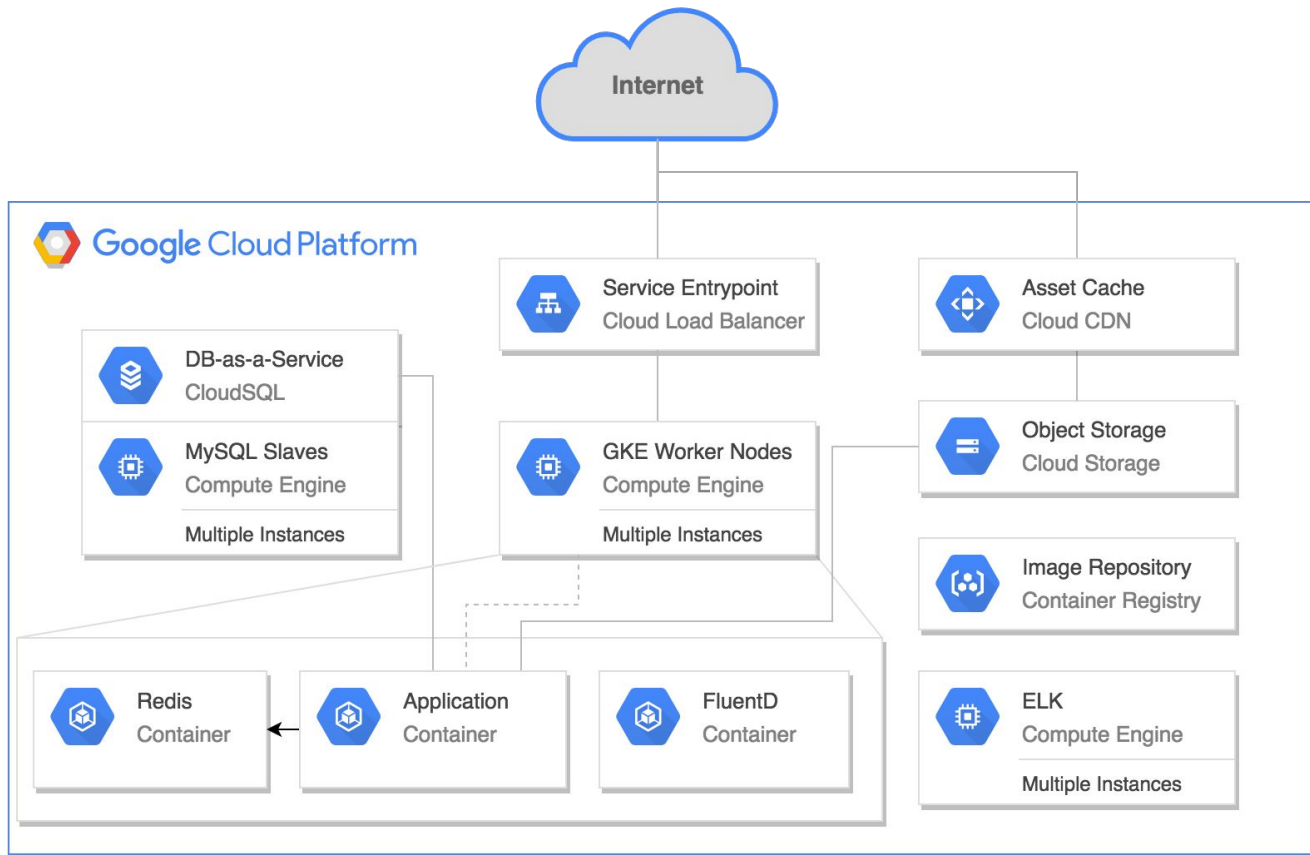 Internet
Google Cloud Platform
Service Entrypoint
Cloud Load Balancer
Asset Cache
Cloud CDN
DB-as-a-Service
CloudSQL
MySQL Slaves
Compute Engine
Multiple Instances
GKE Worker Nodes
Compute Engine
Multiple Instances
Object Storage
Cloud Storage
Image Repository
Container Registry
Redis
Container
Application
Container
FluentD
Container
ELK
Compute Engine
Multiple Instances